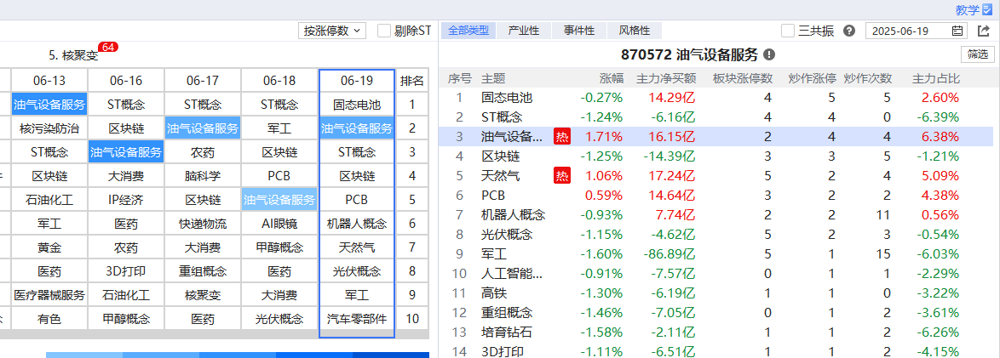 教学
按涨停数 剔除ST 全部类型 产业性 事件性 风格性 三共振 2025-06-19
5. 核聚变 64 870572 油气设备服务 筛选
06-13 06-16 06-17 06-18 06-19 排名
油气设备服务 ST概念 ST概念 ST概念 固态电池 1
核污染防治 区块链 油气设备服务 军工 油气设备服务 2
ST概念 油气设备服务 农药 区块链 ST概念 3
区块链 大消费 脑科学 PCB 区块链 4
石油化工 IP经济 区块链 油气设备服务 PCB 5
军工 医药 快递物流 AI眼镜 机器人概念 6
黄金 农药 大消费 甲醇概念 天然气 7
医药 3D打印 重组概念 医药 光伏概念 8
医疗器械服务 石油化工 核聚变 大消费 军工 9
有色 甲醇概念 医药 光伏概念 汽车零部件 10
序号 主题 涨幅 主力净买额 板块涨停数 炒作涨停 炒作次数 主力占比
1 固态电池 -0.27% 14.29亿 4 5 5 2.60%
2 ST概念 -1.24% -6.16亿 4 4 0 -6.39%
3 油气设备... 热 1.71% 16.15亿 2 4 4 6.38%
4 区块链 -1.25% -14.39亿 3 3 5 -1.21%
5 天然气 热 1.06% 17.24亿 5 2 4 5.09%
6 PCB 0.59% 14.64亿 3 2 2 4.38%
7 机器人概念 -0.93% 7.74亿 2 2 11 0.56%
8 光伏概念 -1.15% -4.62亿 5 2 3 -0.54%
9 军工 -1.60% -86.89亿 5 1 15 -6.03%
10 人工智能... -0.91% -7.57亿 0 1 1 -2.29%
11 高铁 -1.30% -6.19亿 1 1 0 -3.22%
12 重组概念 -1.46% -7.05亿 0 1 2 -3.61%
13 培育钻石 -1.58% -2.11亿 1 1 2 -6.26%
14 3D打印 -1.11% -6.51亿 1 1 2 -4.15%